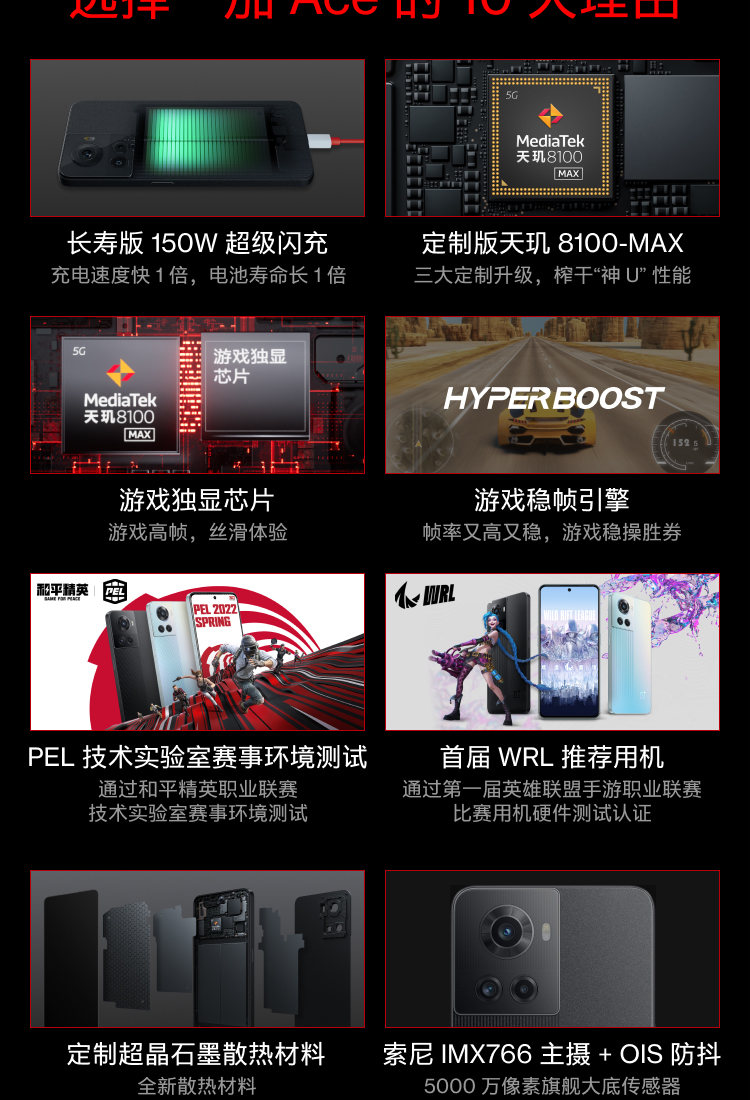 选择一加 Ace 的 10 大理由
5G
MediaTek
天玑8100
MAX
长寿版 150W 超级闪充
充电速度快 1 倍，电池寿命长 1 倍
定制版天玑 8100-MAX
三大定制升级，榨干“神 U” 性能
5G
MediaTek
天玑8100
MAX
游戏独显
芯片
HYPERBOOST
152
游戏独显芯片
游戏高帧，丝滑体验
游戏稳帧引擎
帧率又高又稳，游戏稳操胜券
和平精英
GAME FOR PEACE
PEL
PEL 2022
SPRING
WRL
WILD RIFT LEAGUE
PEL 技术实验室赛事环境测试
通过和平精英职业联赛
技术实验室赛事环境测试
首届 WRL 推荐用机
通过第一届英雄联盟手游职业联赛
比赛用机硬件测试认证
定制超晶石墨散热材料
全新散热材料
索尼 IMX766 主摄 + OIS 防抖
5000 万像素旗舰大底传感器